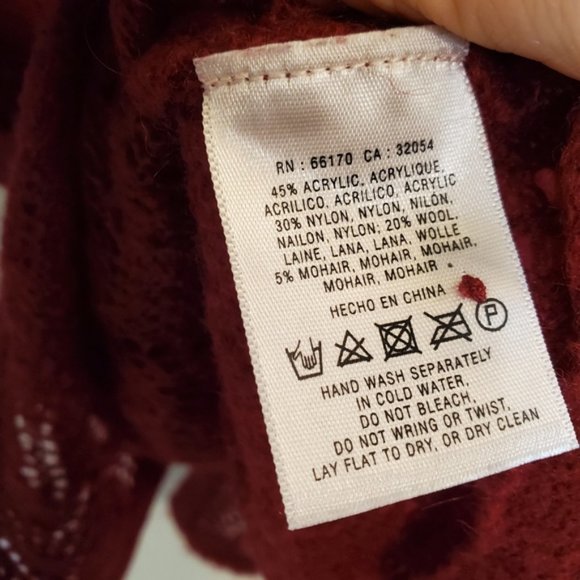 RN : 66170 CA : 32054
45% ACRYLIC, ACRYLIQUE,
ACRILICO, ACRILICO, ACRYLIC
30% NYLON, NYLON, NILÓN,
NAILON, NYLON; 20% WOOL,
LAINE, LANA, LANA, WOLLE
5% MOHAIR, MOHAIR, MOHAIR,
MOHAIR, MOHAIR .
HECHO EN CHINA
P
HAND WASH SEPARATELY
IN COLD WATER.
DO NOT BLEACH.
DO NOT WRING OR TWIST.
LAY FLAT TO DRY, OR DRY CLEAN